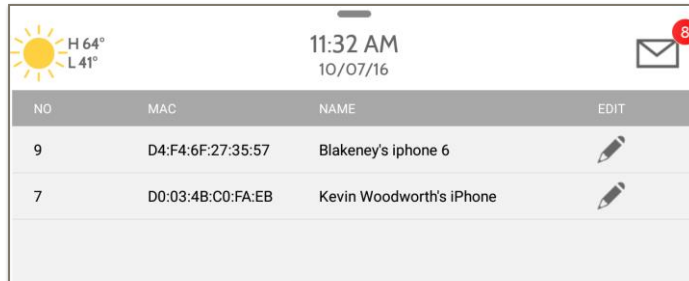 H 64°
L 41°
11:32 AM
10/07/16
8
NO MAC NAME EDIT
9 D4:F4:6F:27:35:57 Blakeney's iphone 6
7 D0:03:4B:C0:FA:EB Kevin Woodworth's iPhone